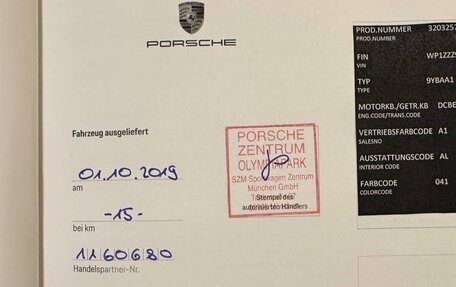 PORSCHE
Fahrzeug ausgeliefert
01.10.2019
am
-15-
bei km
1160680
Handelspartner-Nr.
PORSCHE
ZENTRUM
OLYMPIAPARK
SZM Sportwagen Zentrum
München GmbH
Stempel des
autorisierten Händlers
PROD.NUMMER 3203257
PROD.NUMBER
FIN WP1ZZZ
VIN
TYP 9YBAA1
TYPE
MOTORKB./GETR.KB DCBE
ENG.CODE/TRANS.CODE
VERTRIEBSFARBCODE A1
SALESNO
AUSSTATTUNGSCODE AL
INTERIOR CODE
FARBCODE 041
COLORCODE